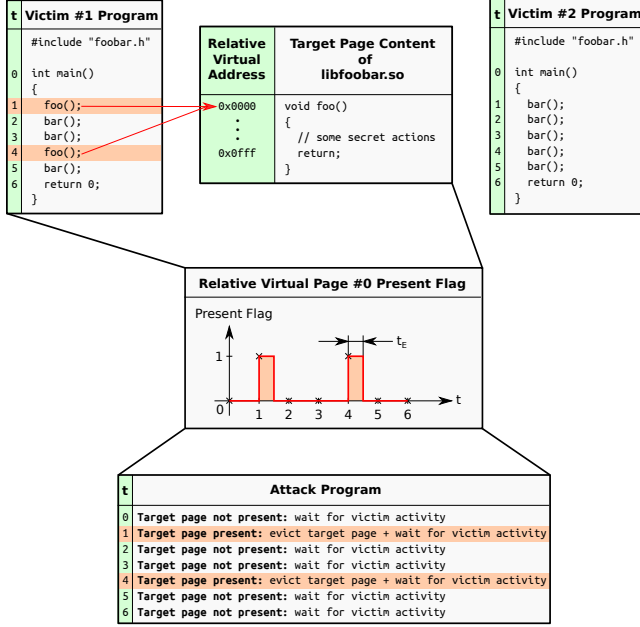 t Victim #1 Program
#include "foobar.h"
0 int main()
{
1 foo();
2 bar();
3 bar();
4 foo();
5 bar();
6 return 0;
}
Relative Virtual Address
Target Page Content of libfoobar.so
0x0000 void foo()
{
// some secret actions
0x0fff return;
}
t Victim #2 Program
#include "foobar.h"
0 int main()
{
1 bar();
2 bar();
3 bar();
4 bar();
5 bar();
6 return 0;
}
Relative Virtual Page #0 Present Flag
Present Flag
tE
1
t
0 1 2 3 4 5 6
t Attack Program
0 Target page not present: wait for victim activity
1 Target page present: evict target page + wait for victim activity
2 Target page not present: wait for victim activity
3 Target page not present: wait for victim activity
4 Target page present: evict target page + wait for victim activity
5 Target page not present: wait for victim activity
6 Target page not present: wait for victim activity